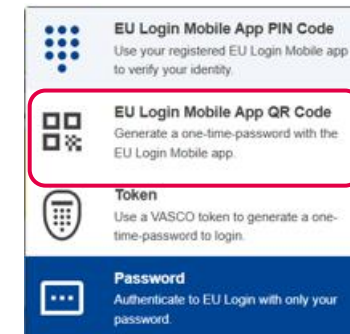 EU Login Mobile App PIN Code
Use your registered EU Login Mobile app
to verify your identity.
EU Login Mobile App QR Code
Generate a one-time-password with the
EU Login Mobile app.
Token
Use a VASCO token to generate a one-
time-password to login.
Password
Authenticate to EU Login with only your
password.